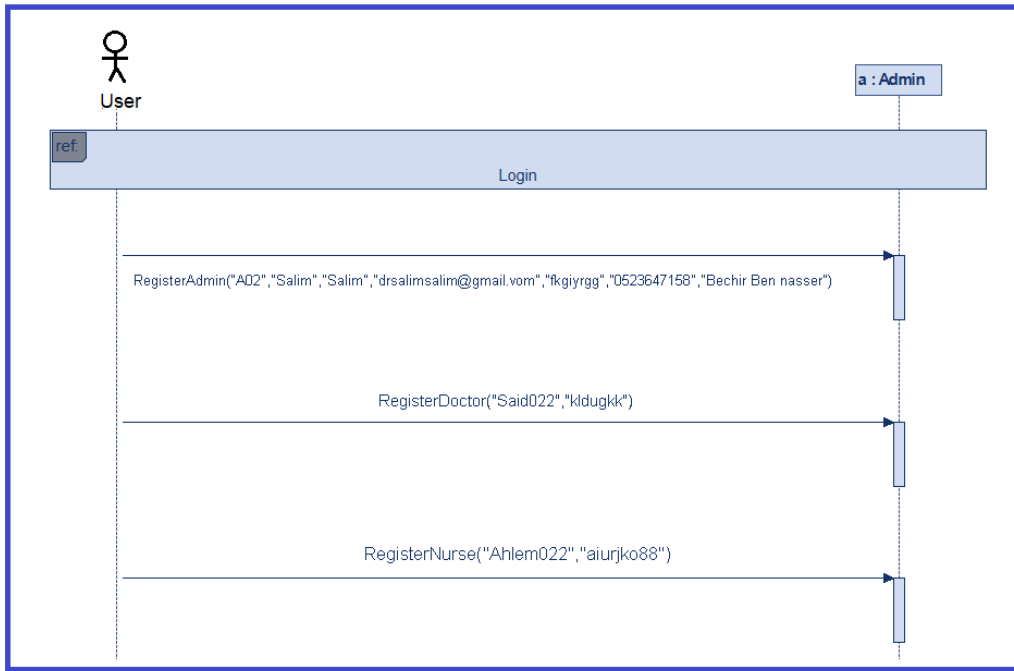 User
a : Admin
ref:
Login
RegisterAdmin("A02","Salim","Salim","drsalimsalim@gmail.vom","fkgiyrgg","0523647158","Bechir Ben nasser")
RegisterDoctor("Said022","kldugkk")
RegisterNurse("Ahlem022","aiurjko88")